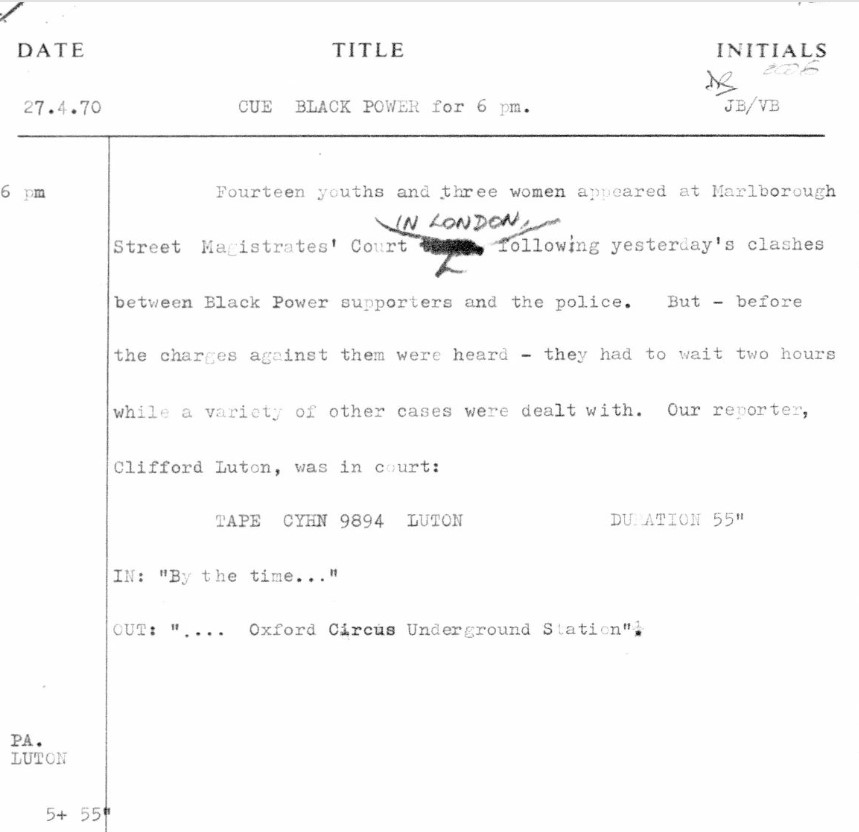 DATE TITLE INITIALS
27.4.70 CUE BLACK POWER for 6 pm. JB/VB
6 pm Fourteen youths and three women appeared at Marlborough
IN LONDON,
Street Magistrates' Court following yesterday's clashes
between Black Power supporters and the police. But - before
the charges against them were heard - they had to wait two hours
while a variety of other cases were dealt with. Our reporter,
Clifford Luton, was in court:
TAPE CYHN 9894 LUTON DURATION 55"
IN: "By the time..."
OUT: ".... Oxford Circus Underground Station".
PA.
LUTON
5+ 55"